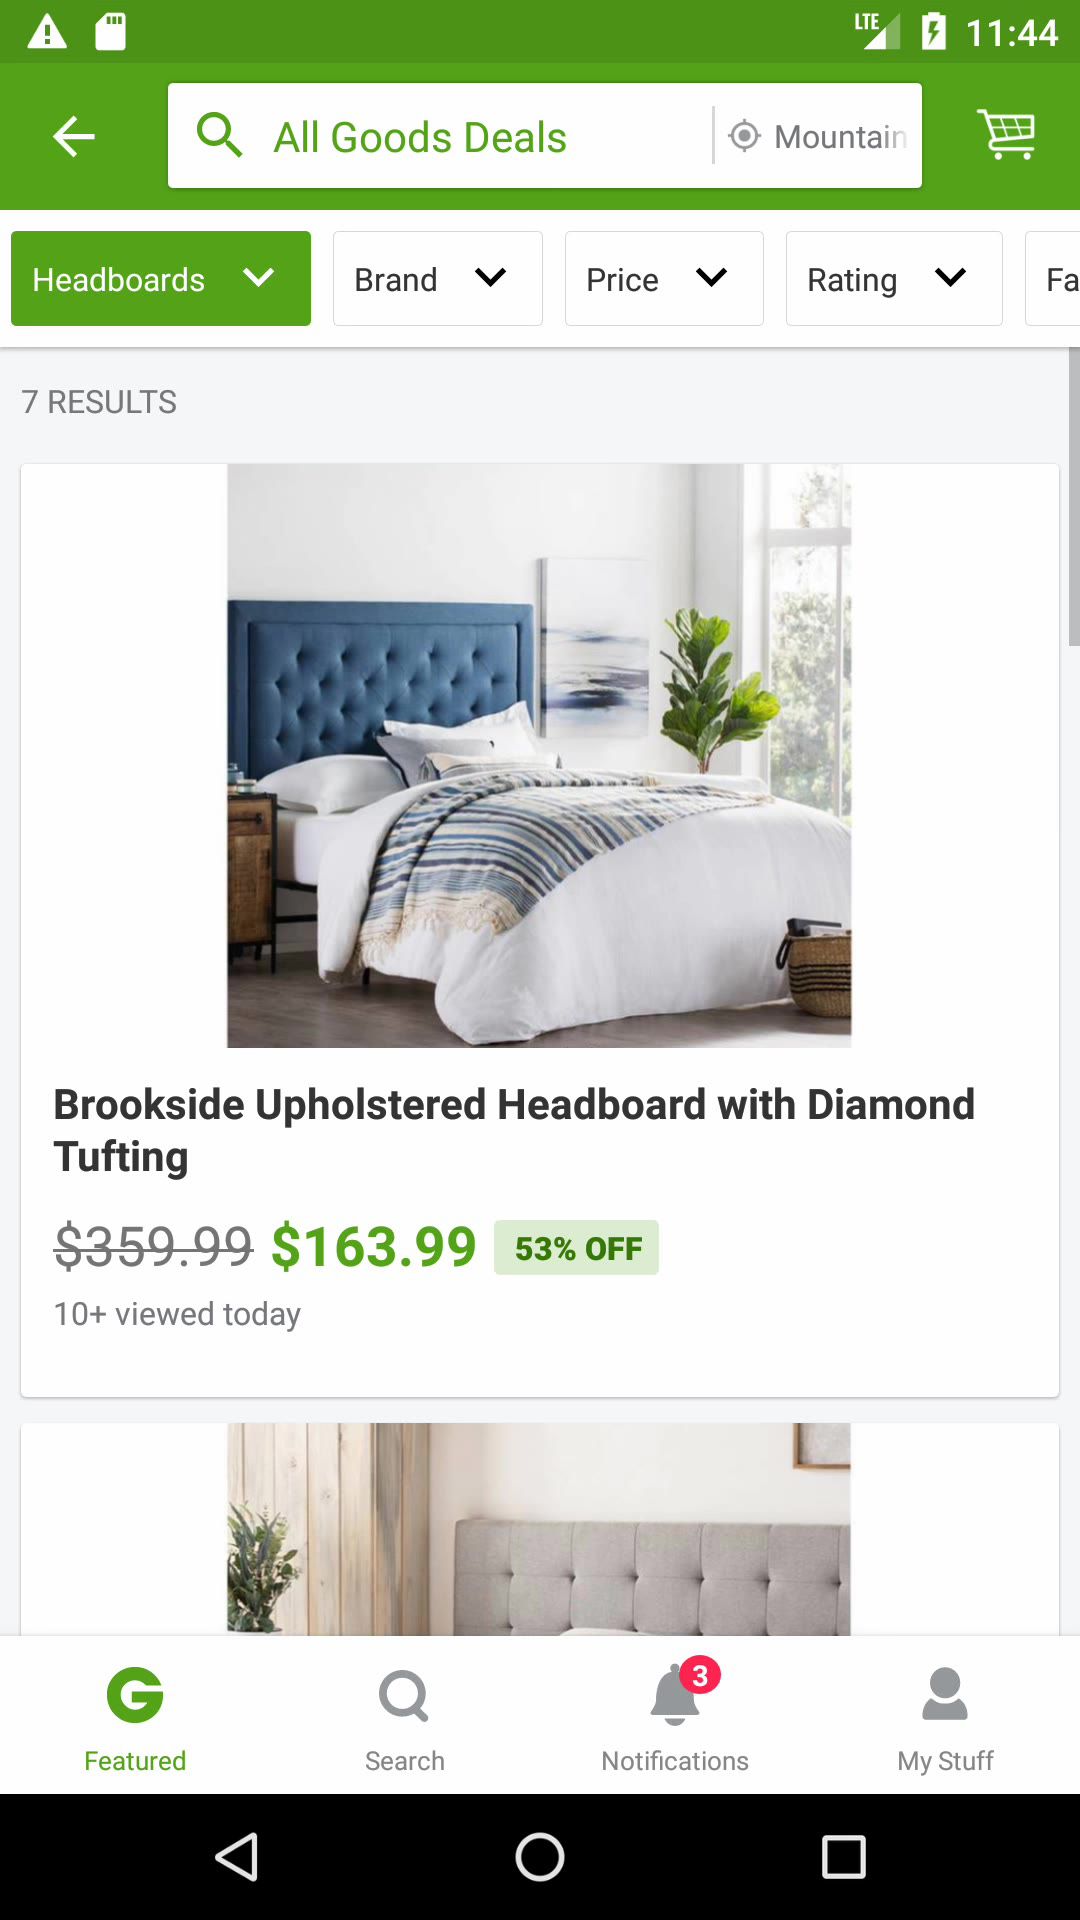 LTE 11:44
All Goods Deals Mountain
Headboards Brand Price Rating Fa
7 RESULTS
Brookside Upholstered Headboard with Diamond
Tufting
$359.99 $163.99 53% OFF
10+ viewed today
3
Featured Search Notifications My Stuff